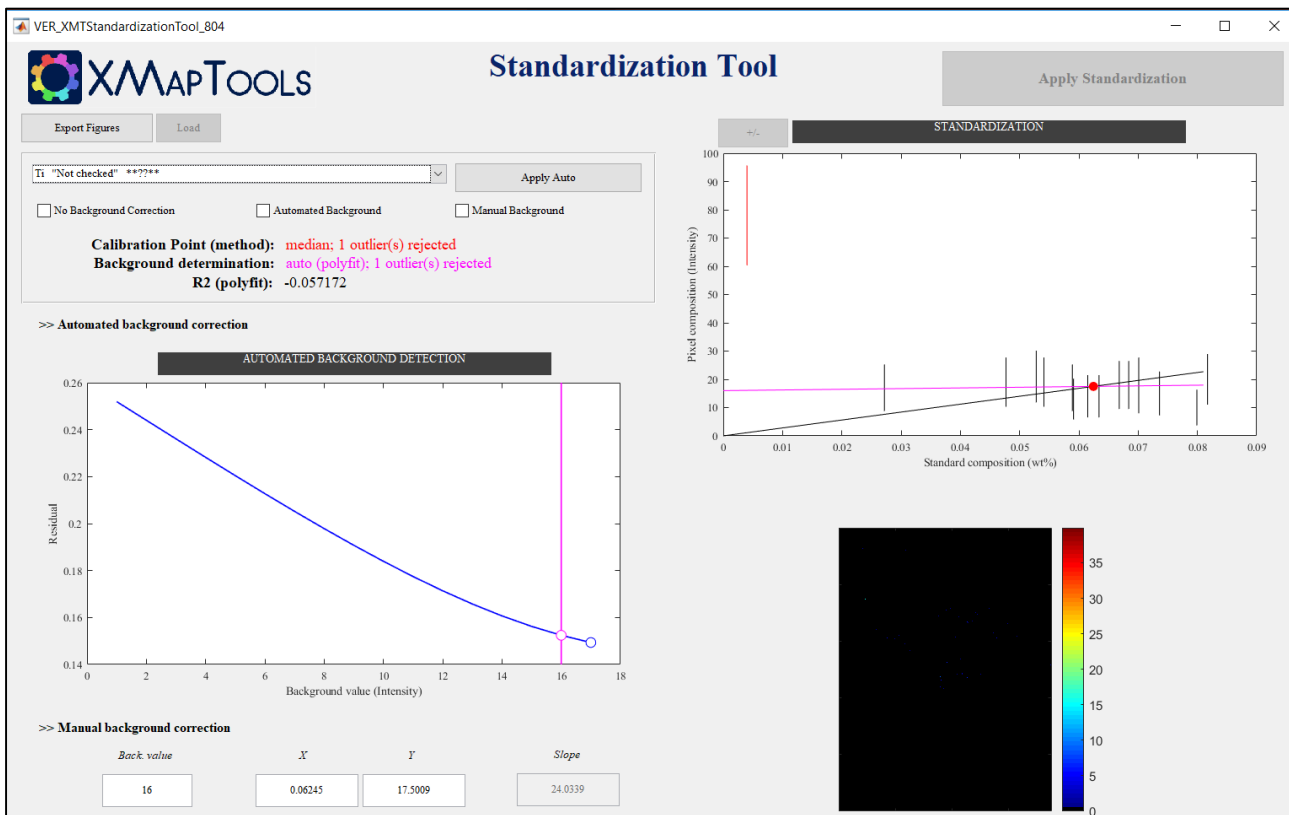 VER_XMTStandardizationTool_804
XMAPTOOLS
Standardization Tool
Apply Standardization
Export Figures
Load
Ti "Not checked" **??**
Apply Auto
No Background Correction
Automated Background
Manual Background
Calibration Point (method): median; 1 outlier(s) rejected
Background determination: auto (polyfit); 1 outlier(s) rejected
R2 (polyfit): -0.057172
>> Automated background correction
AUTOMATED BACKGROUND DETECTION
0.26
0.24
0.22
0.2
0.18
0.16
0.14
Residual
0 2 4 6 8 10 12 14 16 18
Background value (Intensity)
>> Manual background correction
Back. value X Y Slope
16 0.06245 17.5009 24.0339
+/-
STANDARDIZATION
100
90
80
70
60
50
40
30
20
10
0
Pixel composition (Intensity)
0 0.01 0.02 0.03 0.04 0.05 0.06 0.07 0.08 0.09
Standard composition (wt%)
35
30
25
20
15
10
5
0